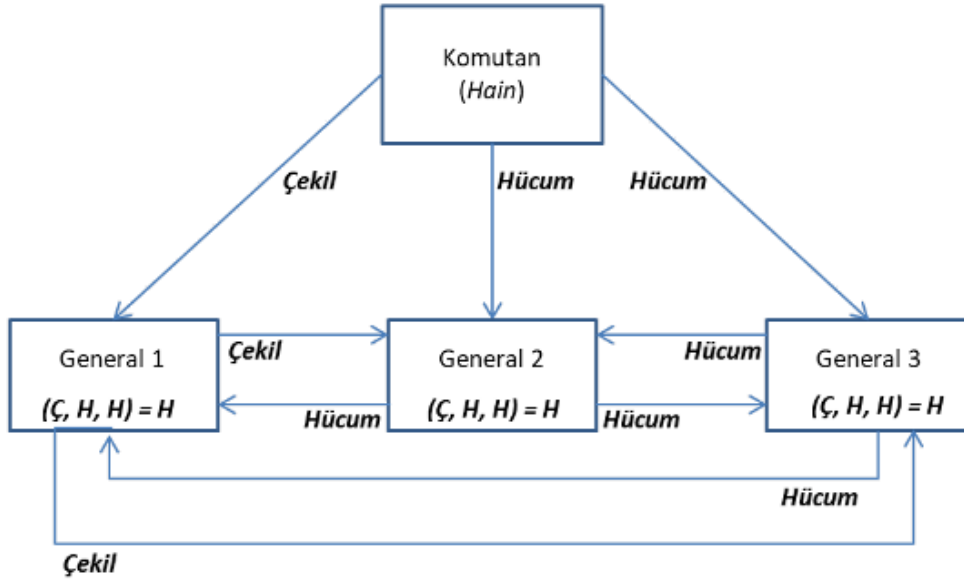 Komutan
(Hain)
Çekil
Hücum
Hücum
General 1
(Ç, H, H) = H
Çekil
Hücum
General 2
(Ç, H, H) = H
Hücum
Hücum
General 3
(Ç, H, H) = H
Hücum
Çekil